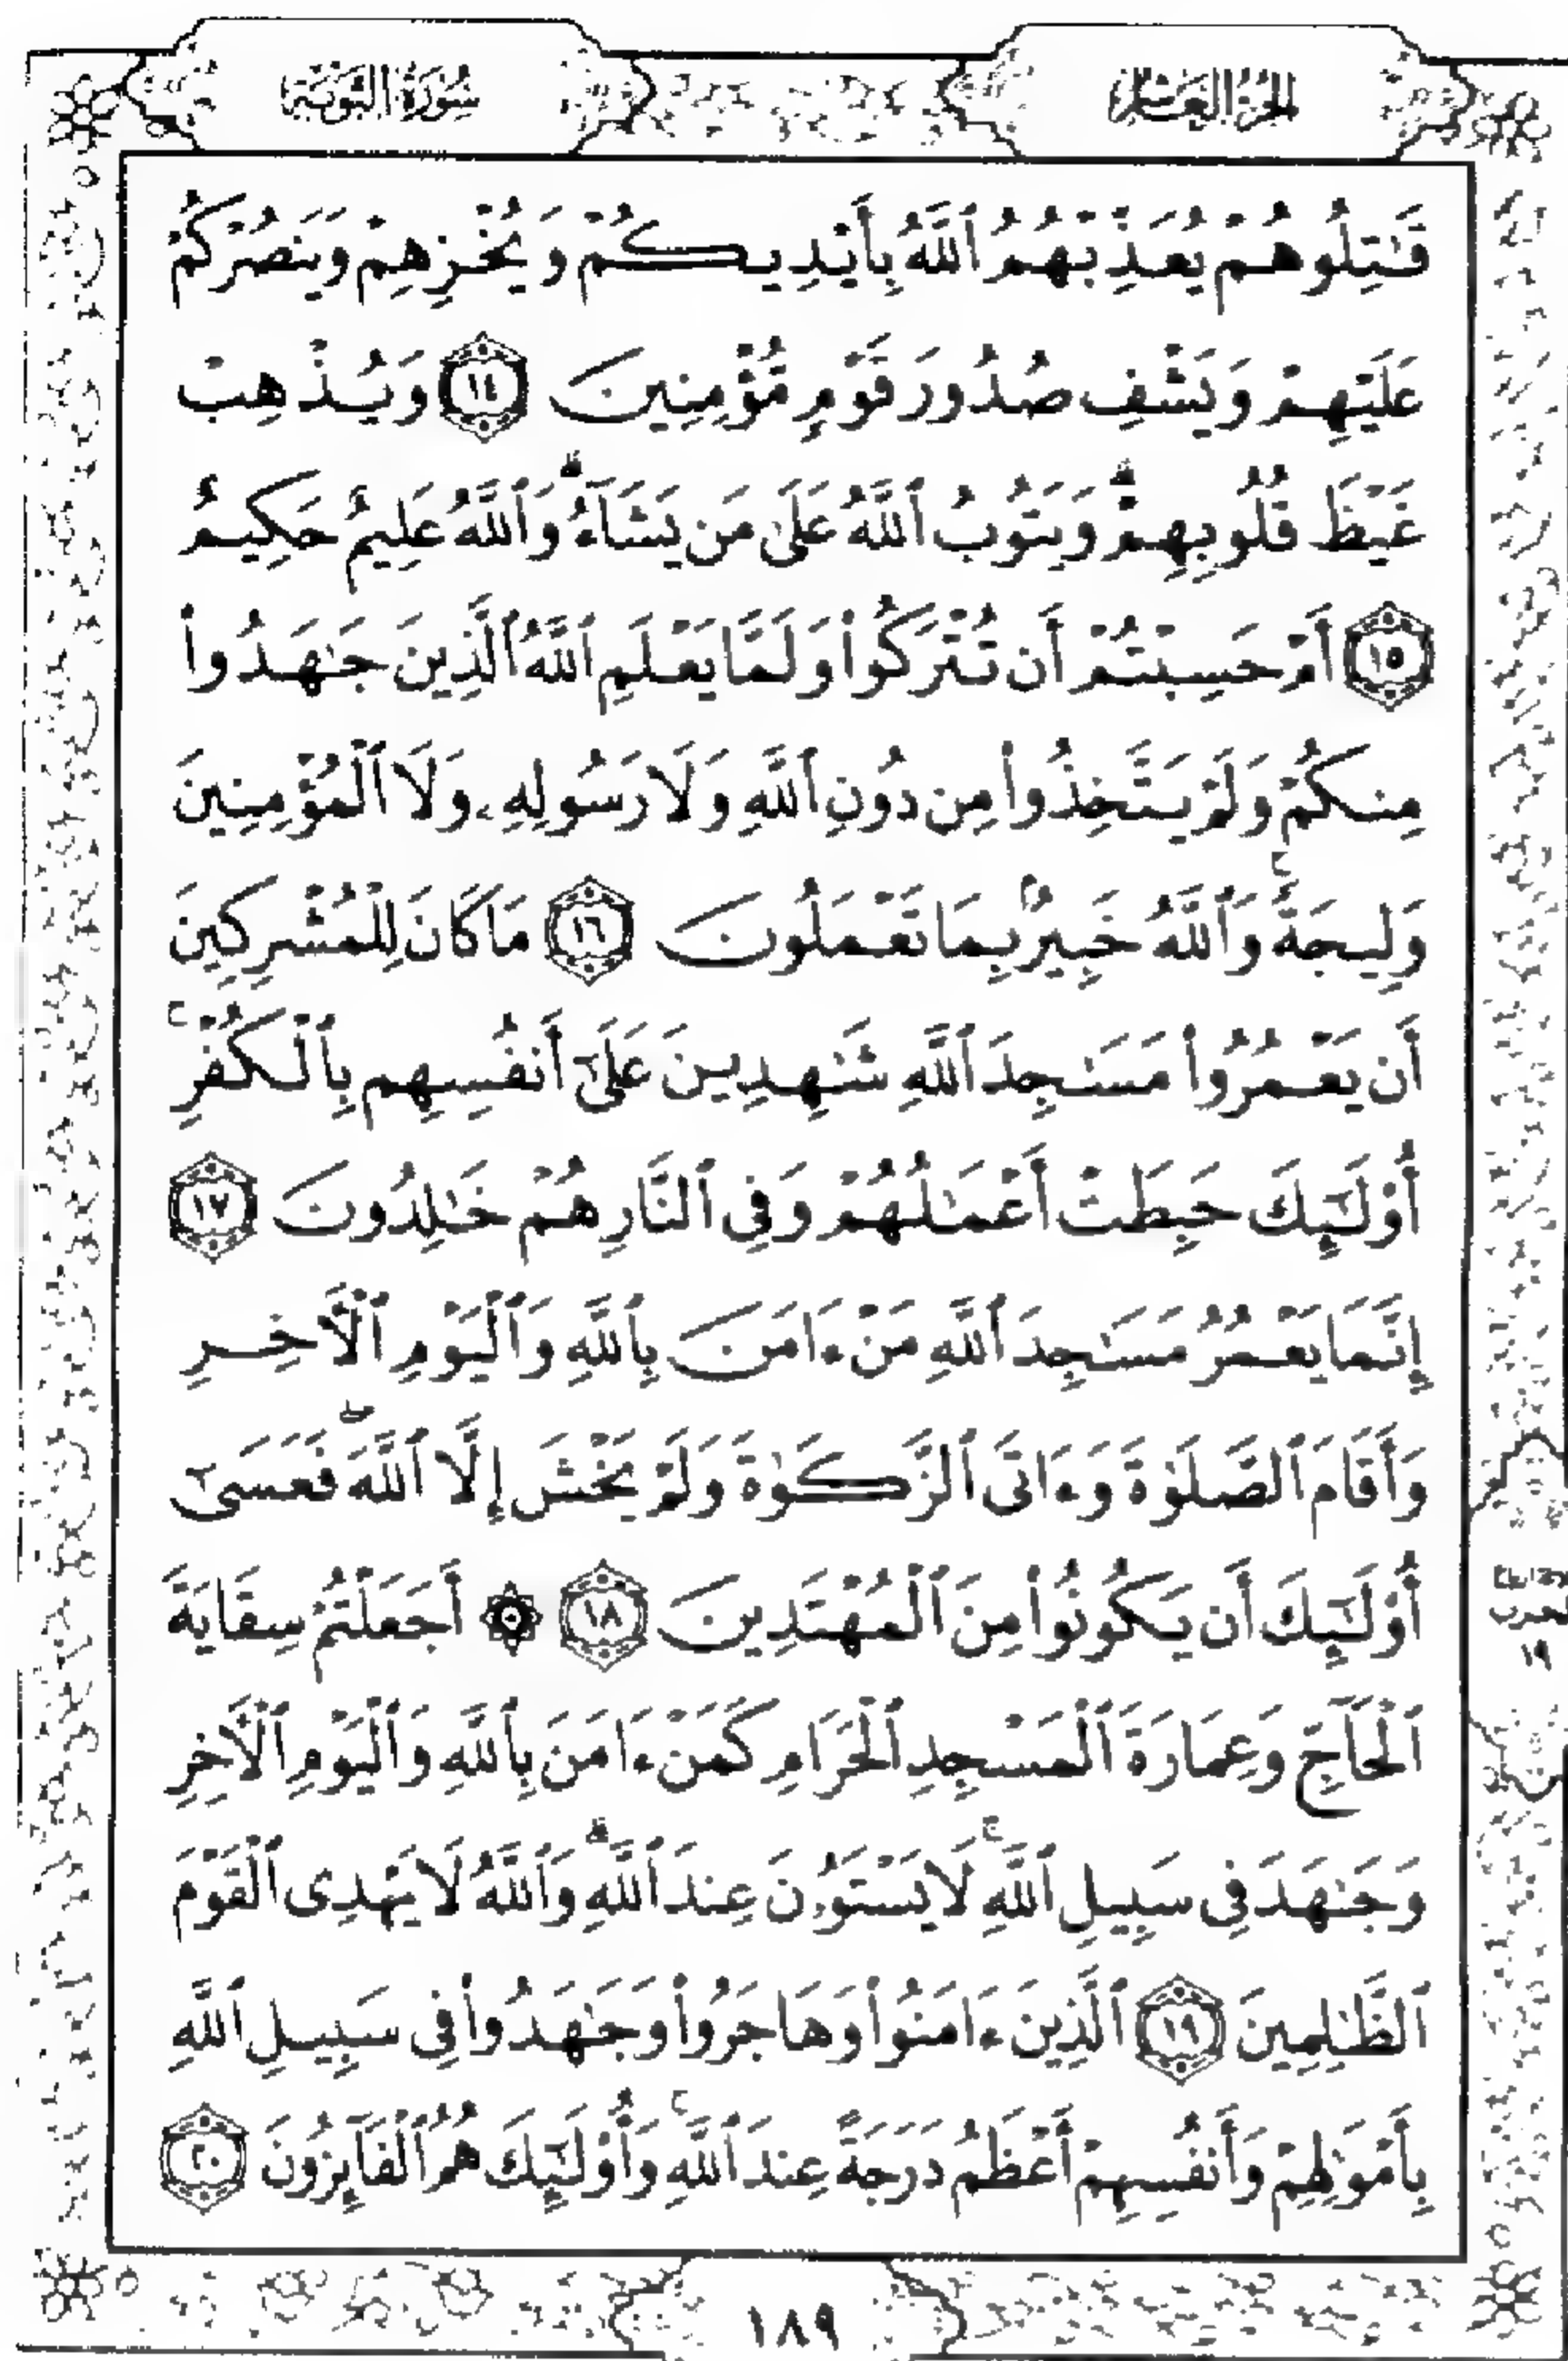 الجزء العاشر
سورة التوبة
قَـٰتِلُوهُمْ يُعَذِّبْهُمُ ٱللَّهُ بِأَيْدِيكُمْ وَيُخْزِهِمْ وَيَنصُرْكُمْ
عَلَيْهِمْ وَيَشْفِ صُدُورَ قَوْمٍ مُّؤْمِنِينَ ١٤ وَيُذْهِبْ
غَيْظَ قُلُوبِهِمْ ۗ وَيَتُوبُ ٱللَّهُ عَلَىٰ مَن يَشَآءُ ۗ وَٱللَّهُ عَلِيمٌ حَكِيمٌ
١٥ أَمْ حَسِبْتُمْ أَن تُتْرَكُوا۟ وَلَمَّا يَعْلَمِ ٱللَّهُ ٱلَّذِينَ جَـٰهَدُوا۟
مِنكُمْ وَلَمْ يَتَّخِذُوا۟ مِن دُونِ ٱللَّهِ وَلَا رَسُولِهِۦ وَلَا ٱلْمُؤْمِنِينَ
وَلِيجَةً ۚ وَٱللَّهُ خَبِيرٌۢ بِمَا تَعْمَلُونَ ١٦ مَا كَانَ لِلْمُشْرِكِينَ
أَن يَعْمُرُوا۟ مَسَـٰجِدَ ٱللَّهِ شَـٰهِدِينَ عَلَىٰٓ أَنفُسِهِم بِٱلْكُفْرِ ۚ
أُو۟لَـٰٓئِكَ حَبِطَتْ أَعْمَـٰلُهُمْ وَفِى ٱلنَّارِ هُمْ خَـٰلِدُونَ ١٧
إِنَّمَا يَعْمُرُ مَسَـٰجِدَ ٱللَّهِ مَنْ ءَامَنَ بِٱللَّهِ وَٱلْيَوْمِ ٱلْـَٔاخِرِ
وَأَقَامَ ٱلصَّلَوٰةَ وَءَاتَى ٱلزَّكَوٰةَ وَلَمْ يَخْشَ إِلَّا ٱللَّهَ ۖ فَعَسَىٰٓ
أُو۟لَـٰٓئِكَ أَن يَكُونُوا۟ مِنَ ٱلْمُهْتَدِينَ ١٨ ۞ أَجَعَلْتُمْ سِقَايَةَ
ٱلْحَآجِّ وَعِمَارَةَ ٱلْمَسْجِدِ ٱلْحَرَامِ كَمَنْ ءَامَنَ بِٱللَّهِ وَٱلْيَوْمِ ٱلْـَٔاخِرِ
وَجَـٰهَدَ فِى سَبِيلِ ٱللَّهِ ۚ لَا يَسْتَوُۥنَ عِندَ ٱللَّهِ ۗ وَٱللَّهُ لَا يَهْدِى ٱلْقَوْمَ
ٱلظَّـٰلِمِينَ ١٩ ٱلَّذِينَ ءَامَنُوا۟ وَهَاجَرُوا۟ وَجَـٰهَدُوا۟ فِى سَبِيلِ ٱللَّهِ
بِأَمْوَٰلِهِمْ وَأَنفُسِهِمْ أَعْظَمُ دَرَجَةً عِندَ ٱللَّهِ ۚ وَأُو۟لَـٰٓئِكَ هُمُ ٱلْفَآئِزُونَ ٢٠
الحزب
١٩
١٨٩